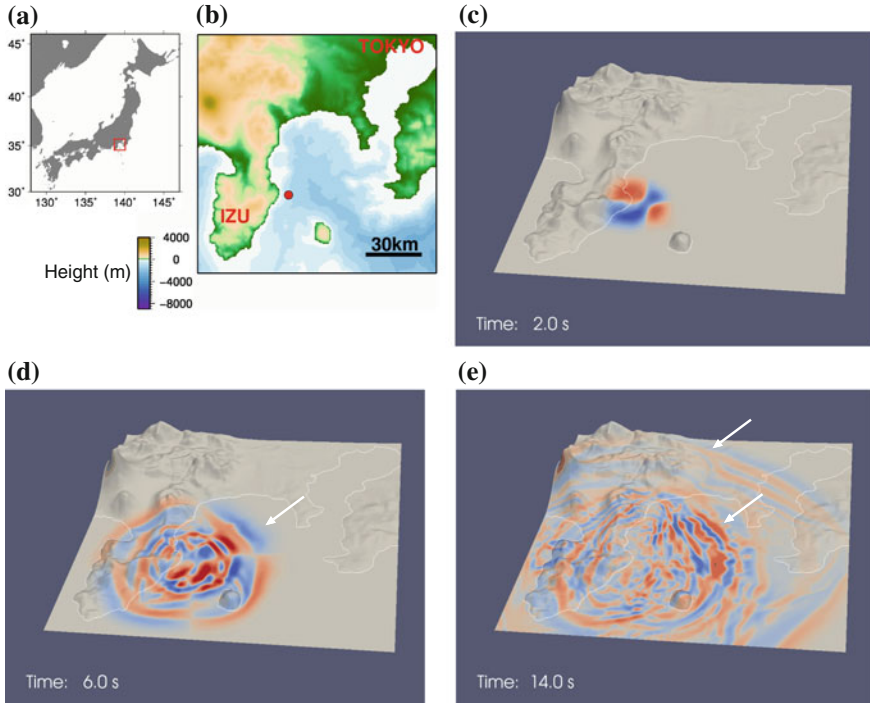 (a)
45°
40°
35°
30°
130° 135° 140° 145°
(b)
TOKYO
IZU
30km
Height (m)
4000
0
−4000
−8000
(c)
Time: 2.0 s
(d)
Time: 6.0 s
(e)
Time: 14.0 s